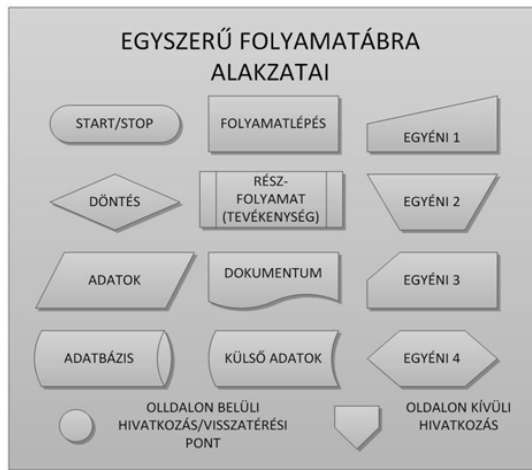 EGYSZERŰ FOLYAMATÁBRA
ALAKZATAI
START/STOP
FOLYAMATLÉPÉS
EGYÉNI 1
DÖNTÉS
RÉSZ-
FOLYAMAT
(TEVÉKENYSÉG)
EGYÉNI 2
ADATOK
DOKUMENTUM
EGYÉNI 3
ADATBÁZIS
KÜLSŐ ADATOK
EGYÉNI 4
OLLDALON BELÜLI
HIVATKOZÁS/VISSZATÉRÉSI
PONT
OLDALON KÍVÜLI
HIVATKOZÁS